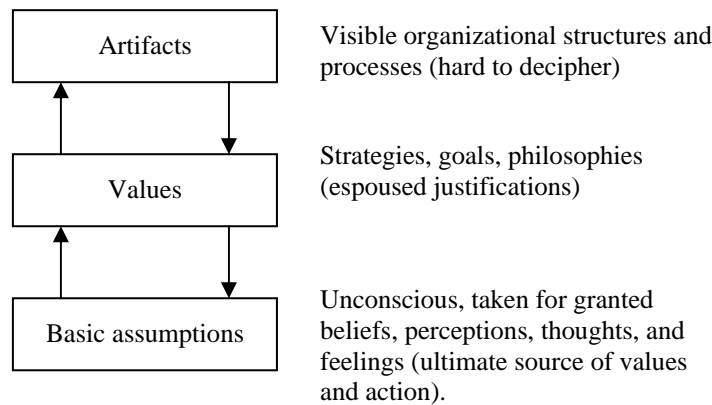 Artifacts
Visible organizational structures and
processes (hard to decipher)
Values
Strategies, goals, philosophies
(espoused justifications)
Basic assumptions
Unconscious, taken for granted
beliefs, perceptions, thoughts, and
feelings (ultimate source of values
and action).